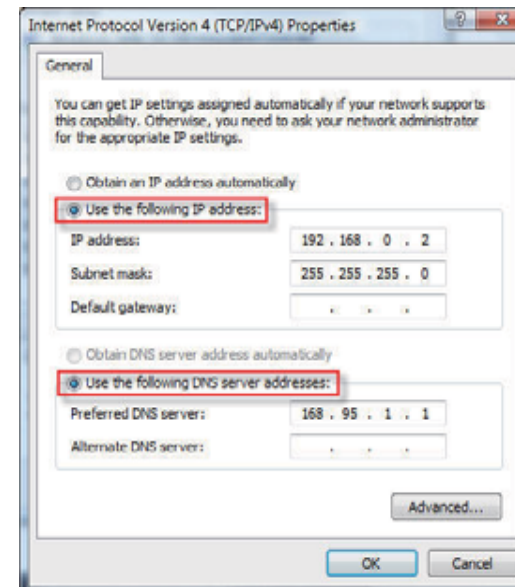 Internet Protocol Version 4 (TCP/IPv4) Properties
General
You can get IP settings assigned automatically if your network supports
this capability. Otherwise, you need to ask your network administrator
for the appropriate IP settings.
Obtain an IP address automatically
Use the following IP address:
IP address: 192 . 168 . 0 . 2
Subnet mask: 255 . 255 . 255 . 0
Default gateway: . . .
Obtain DNS server address automatically
Use the following DNS server addresses:
Preferred DNS server: 168 . 95 . 1 . 1
Alternate DNS server: . . .
Advanced...
OK Cancel